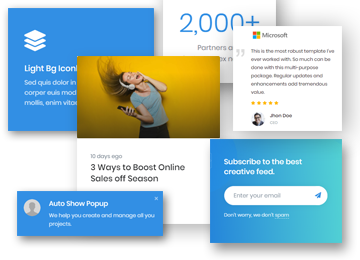 2,000+
Partners a
Light Bg Icon
Sed quis dolor in
corper euis mod
mollis, enim vita
Microsoft
This is the most robust template I've
ever worked with. So much can be
done with this multi-purpose
package. Regular updates and
enhancements add tremendous
value.
Jhon Doe
CEO
10 days ago
3 Ways to Boost Online
Sales off Season
Subscribe to the best
creative feed.
Enter your email
Don't worry, we don't spam
Auto Show Popup
We help you create and manage all you
projects.